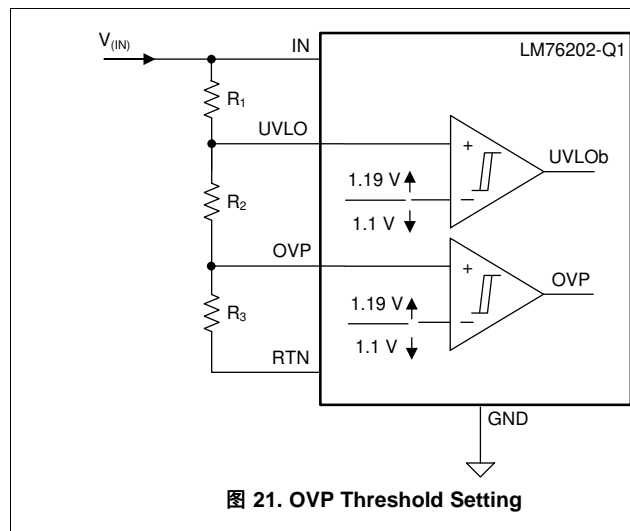 V(IN)
IN
LM76202-Q1
R1
UVLO
+
UVLOb
1.19 V
−
1.1 V
R2
OVP
+
OVP
1.19 V
−
R3
1.1 V
RTN
GND
图 21. OVP Threshold Setting